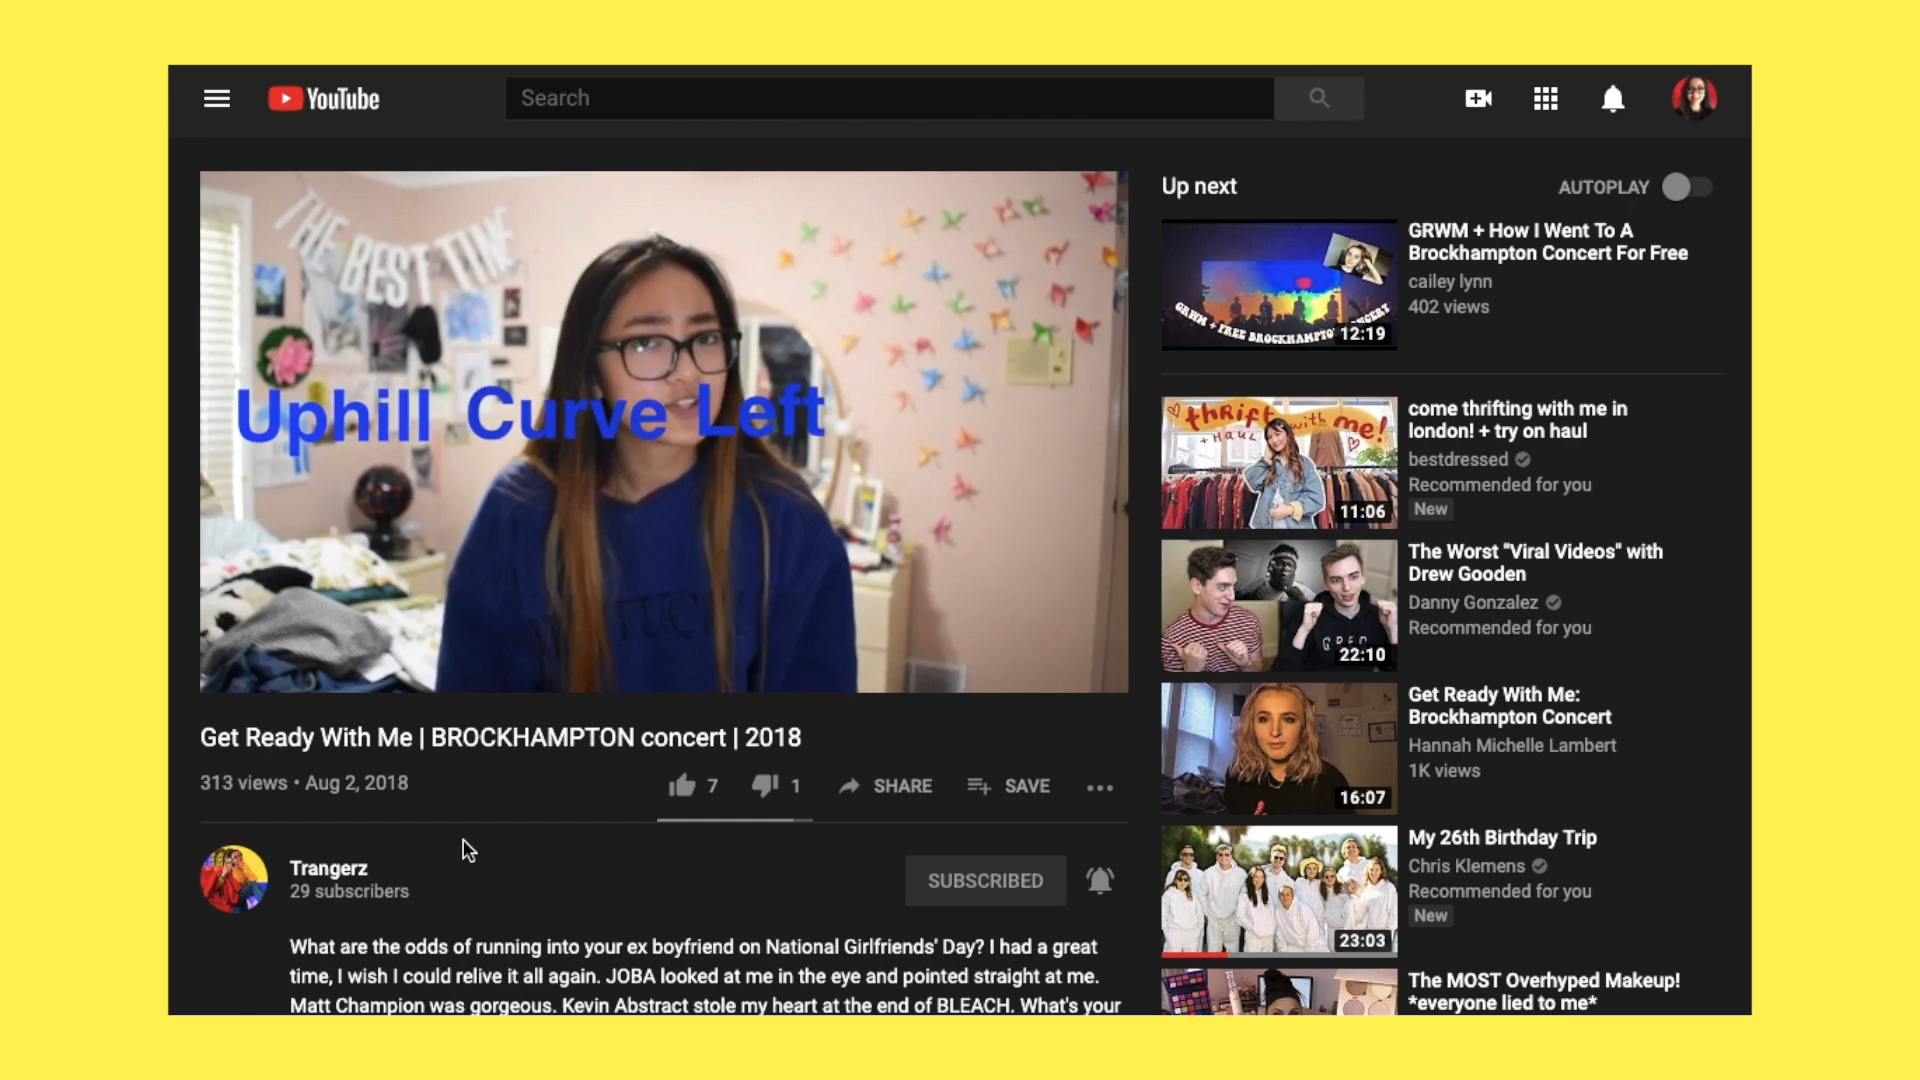 YouTube
Search
THE BEST TIME
Uphill Curve Left
Get Ready With Me | BROCKHAMPTON concert | 2018
313 views • Aug 2, 2018
7
1
SHARE
SAVE
Trangerz
29 subscribers
SUBSCRIBED
What are the odds of running into your ex boyfriend on National Girlfriends' Day? I had a great
time, I wish I could relive it all again. JOBA looked at me in the eye and pointed straight at me.
Matt Champion was gorgeous. Kevin Abstract stole my heart at the end of BLEACH. What's your
Up next
AUTOPLAY
GRWM + FREE BROCKHAMPTO
12:19
GRWM + How I Went To A
Brockhampton Concert For Free
cailey lynn
402 views
thRift with me!
+ HauL
11:06
come thrifting with me in
london! + try on haul
bestdressed
Recommended for you
New
22:10
The Worst "Viral Videos" with
Drew Gooden
Danny Gonzalez
Recommended for you
16:07
Get Ready With Me:
Brockhampton Concert
Hannah Michelle Lambert
1K views
23:03
My 26th Birthday Trip
Chris Klemens
Recommended for you
New
The MOST Overhyped Makeup!
*everyone lied to me*